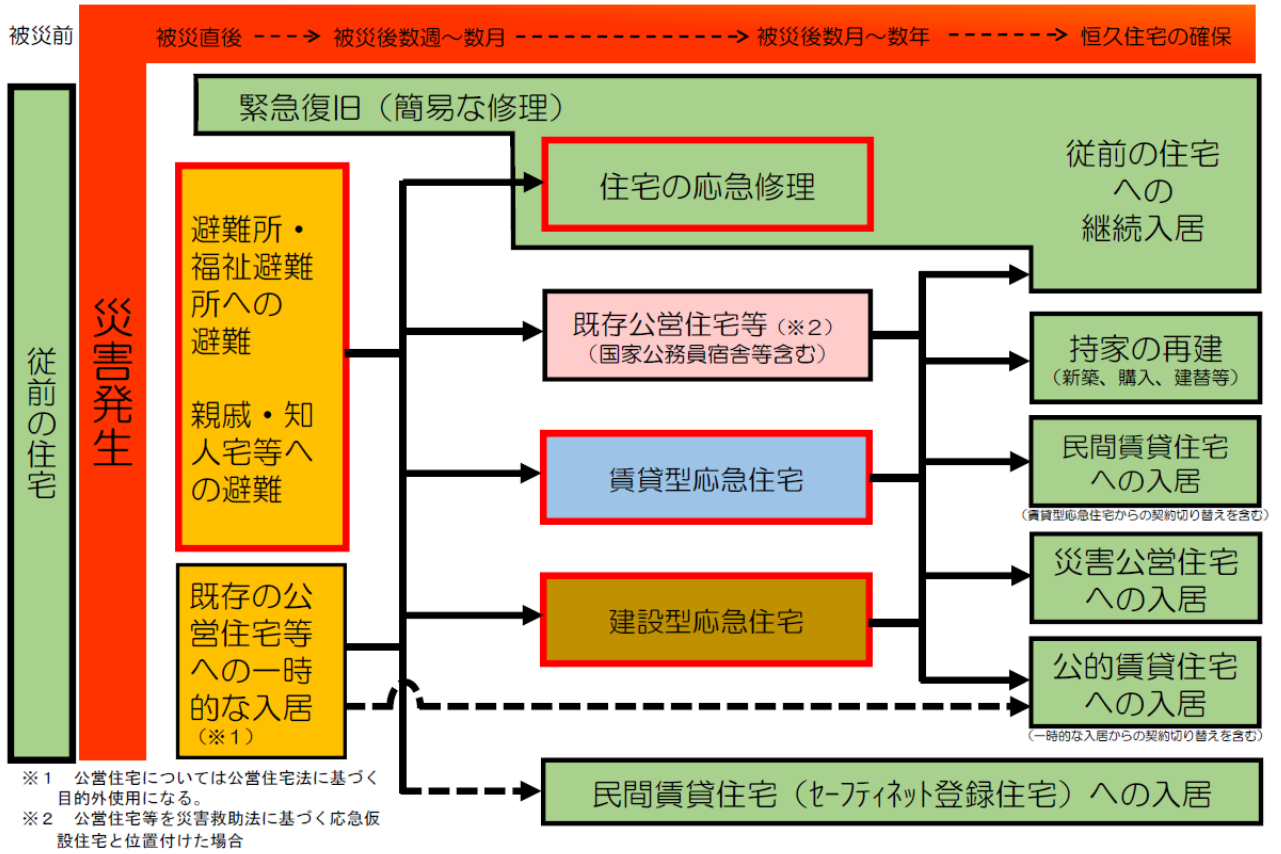 被災前
被災直後
被災後数週～数月
被災後数月～数年
恒久住宅の確保
従前の住宅
災害発生
緊急復旧（簡易な修理）
従前の住宅
への
継続入居
避難所・
福祉避難
所への
避難
親戚・知
人宅等へ
の避難
既存の公
営住宅等
への一時
的な入居
（※１）
住宅の応急修理
既存公営住宅等（※２）
（国家公務員宿舎等含む）
賃貸型応急住宅
建設型応急住宅
持家の再建
（新築、購入、建替等）
民間賃貸住宅
への入居
（賃貸型応急住宅からの契約切り替えを含む）
災害公営住宅
への入居
公的賃貸住宅
への入居
（一時的な入居からの契約切り替えを含む）
民間賃貸住宅（ｾｰﾌﾃｨﾈｯﾄ登録住宅）への入居
※１　公営住宅については公営住宅法に基づく
目的外使用になる。
※２　公営住宅等を災害救助法に基づく応急仮
設住宅と位置付けた場合